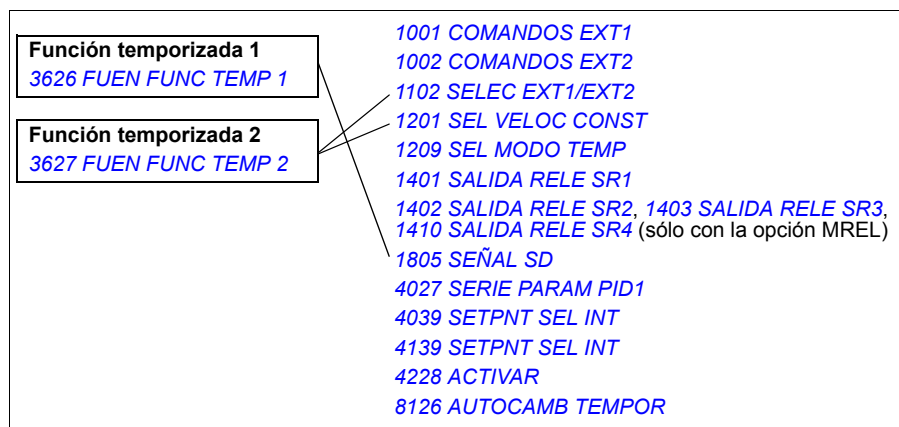 Función temporizada 1
3626 FUEN FUNC TEMP 1
Función temporizada 2
3627 FUEN FUNC TEMP 2
1001 COMANDOS EXT1
1002 COMANDOS EXT2
1102 SELEC EXT1/EXT2
1201 SEL VELOC CONST
1209 SEL MODO TEMP
1401 SALIDA RELE SR1
1402 SALIDA RELE SR2, 1403 SALIDA RELE SR3,
1410 SALIDA RELE SR4 (sólo con la opción MREL)
1805 SEÑAL SD
4027 SERIE PARAM PID1
4039 SETPNT SEL INT
4139 SETPNT SEL INT
4228 ACTIVAR
8126 AUTOCAMB TEMPOR